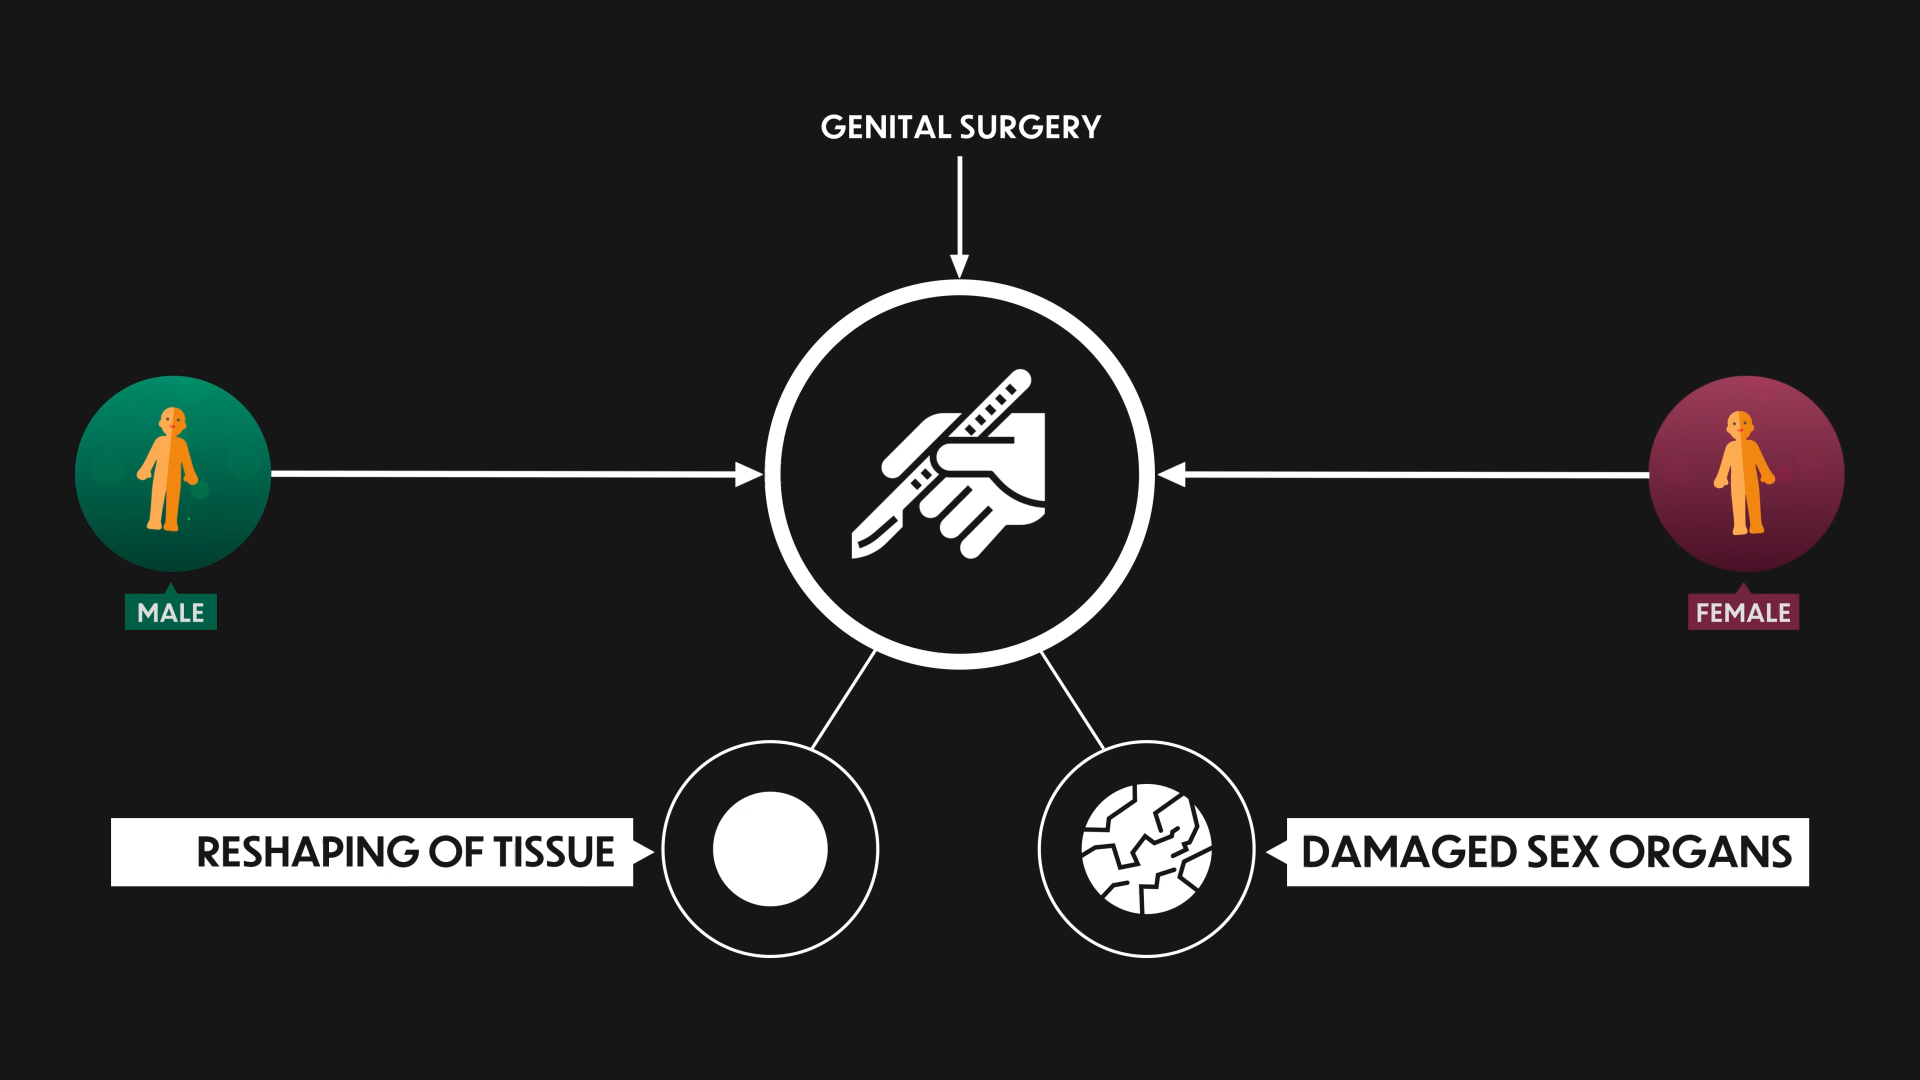 GENITAL SURGERY
MALE
FEMALE
RESHAPING OF TISSUE
DAMAGED SEX ORGANS